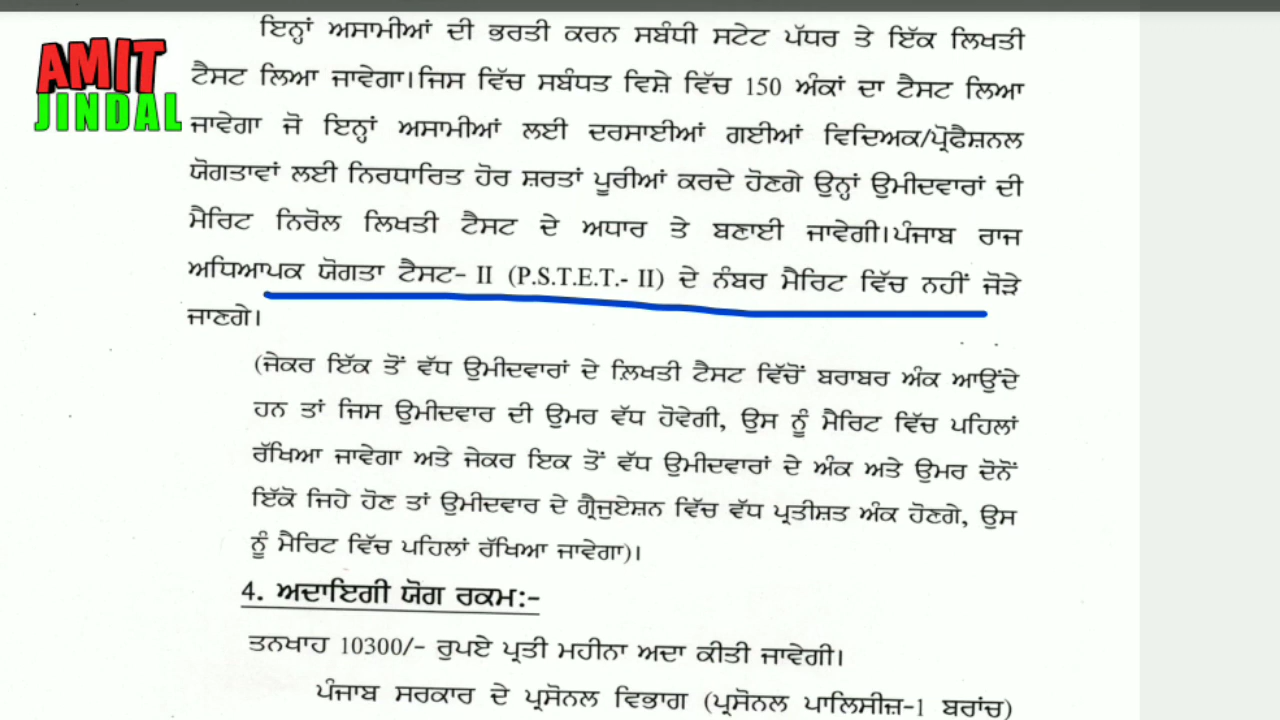 AMIT
JINDAL
ਇਨ੍ਹਾਂ ਅਸਾਮੀਆਂ ਦੀ ਭਰਤੀ ਕਰਨ ਸਬੰਧੀ ਸਟੇਟ ਪੱਧਰ ਤੇ ਇੱਕ ਲਿਖਤੀ
ਟੈਸਟ ਲਿਆ ਜਾਵੇਗਾ।ਜਿਸ ਵਿੱਚ ਸਬੰਧਤ ਵਿਸ਼ੇ ਵਿੱਚ 150 ਅੰਕਾਂ ਦਾ ਟੈਸਟ ਲਿਆ
ਜਾਵੇਗਾ ਜੋ ਇਨ੍ਹਾਂ ਅਸਾਮੀਆਂ ਲਈ ਦਰਸਾਈਆਂ ਗਈਆਂ ਵਿਦਿਅਕ/ਪ੍ਰੋਫੈਸ਼ਨਲ
ਯੋਗਤਾਵਾਂ ਲਈ ਨਿਰਧਾਰਿਤ ਹੋਰ ਸ਼ਰਤਾਂ ਪੂਰੀਆਂ ਕਰਦੇ ਹੋਣਗੇ ਉਨ੍ਹਾਂ ਉਮੀਦਵਾਰਾਂ ਦੀ
ਮੈਰਿਟ ਨਿਰੋਲ ਲਿਖਤੀ ਟੈਸਟ ਦੇ ਅਧਾਰ ਤੇ ਬਣਾਈ ਜਾਵੇਗੀ।ਪੰਜਾਬ ਰਾਜ
ਅਧਿਆਪਕ ਯੋਗਤਾ ਟੈਸਟ- II (P.S.T.E.T.- II) ਦੇ ਨੰਬਰ ਮੈਰਿਟ ਵਿੱਚ ਨਹੀਂ ਜੋੜੇ
ਜਾਣਗੇ।
(ਜੇਕਰ ਇੱਕ ਤੋਂ ਵੱਧ ਉਮੀਦਵਾਰਾਂ ਦੇ ਲਿਖਤੀ ਟੈਸਟ ਵਿੱਚੋਂ ਬਰਾਬਰ ਅੰਕ ਆਉਂਦੇ
ਹਨ ਤਾਂ ਜਿਸ ਉਮੀਦਵਾਰ ਦੀ ਉਮਰ ਵੱਧ ਹੋਵੇਗੀ, ਉਸ ਨੂੰ ਮੈਰਿਟ ਵਿੱਚ ਪਹਿਲਾਂ
ਰੱਖਿਆ ਜਾਵੇਗਾ ਅਤੇ ਜੇਕਰ ਇਕ ਤੋਂ ਵੱਧ ਉਮੀਦਵਾਰਾਂ ਦੇ ਅੰਕ ਅਤੇ ਉਮਰ ਦੋਨੋਂ
ਇੱਕੋ ਜਿਹੇ ਹੋਣ ਤਾਂ ਉਮੀਦਵਾਰ ਦੇ ਗ੍ਰੈਜੂਏਸ਼ਨ ਵਿੱਚ ਵੱਧ ਪ੍ਰਤੀਸ਼ਤ ਅੰਕ ਹੋਣਗੇ, ਉਸ
ਨੂੰ ਮੈਰਿਟ ਵਿੱਚ ਪਹਿਲਾਂ ਰੱਖਿਆ ਜਾਵੇਗਾ)।
4. ਅਦਾਇਗੀ ਯੋਗ ਰਕਮ:-
ਤਨਖਾਹ 10300/- ਰੁਪਏ ਪ੍ਰਤੀ ਮਹੀਨਾ ਅਦਾ ਕੀਤੀ ਜਾਵੇਗੀ।
ਪੰਜਾਬ ਸਰਕਾਰ ਦੇ ਪ੍ਰਸੋਨਲ ਵਿਭਾਗ (ਪ੍ਰਸੋਨਲ ਪਾਲਿਸੀਜ਼-1 ਬਰਾਂਚ)